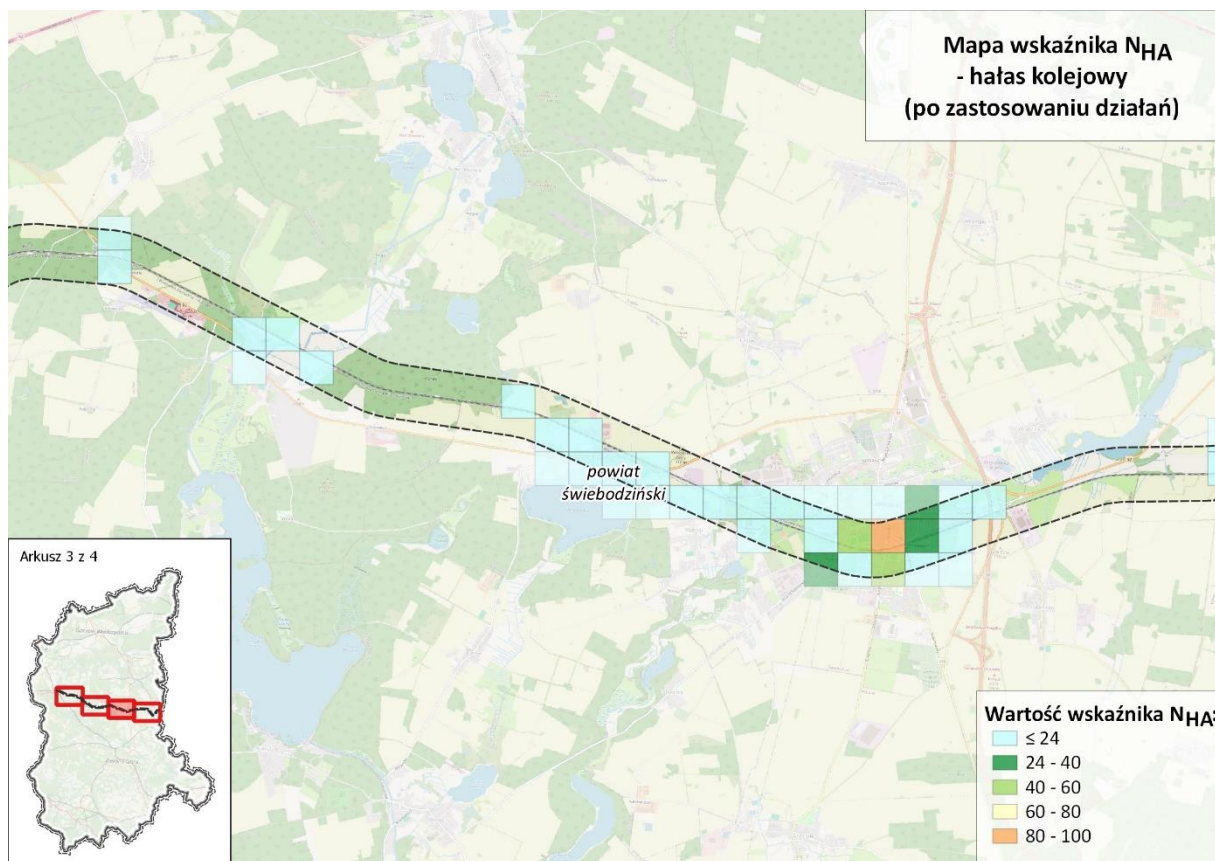 Mapa wskaźnika NHA
- hałas kolejowy
(po zastosowaniu działań)
powiat
świebodziński
Arkusz 3 z 4
Wartość wskaźnika NHA:
≤ 24
24 - 40
40 - 60
60 - 80
80 - 100